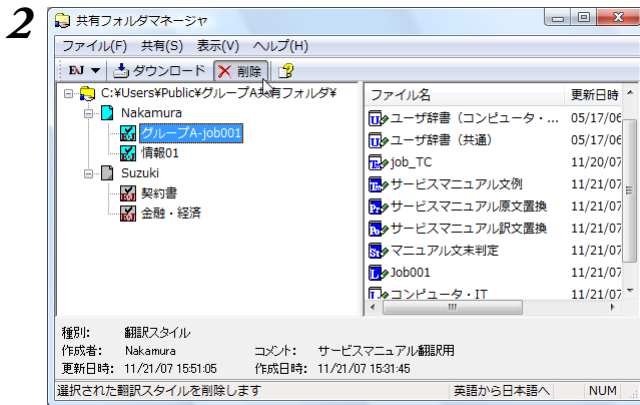 2
共有フォルダマネージャ
ファイル(F) 共有(S) 表示(V) ヘルプ(H)
EJ ダウンロード 削除
C:¥Users¥Public¥グループA共有フォルダ¥
Nakamura
グループA-job001
情報01
Suzuki
契約書
金融・経済
ファイル名 更新日時
ユーザ辞書（コンピュータ・... 05/17/06
ユーザ辞書（共通） 05/17/06
job_TC 11/20/07
サービスマニュアル文例 11/21/07
サービスマニュアル原文置換 11/21/07
サービスマニュアル訳文置換 11/21/07
マニュアル文末判定 11/21/07
Job001 11/21/07
コンピュータ・IT 11/21/07
種別: 翻訳スタイル
作成者: Nakamura コメント: サービスマニュアル翻訳用
更新日時: 11/21/07 15:51:05 作成日時: 11/21/07 15:31:45
選択された翻訳スタイルを削除します 英語から日本語へ NUM